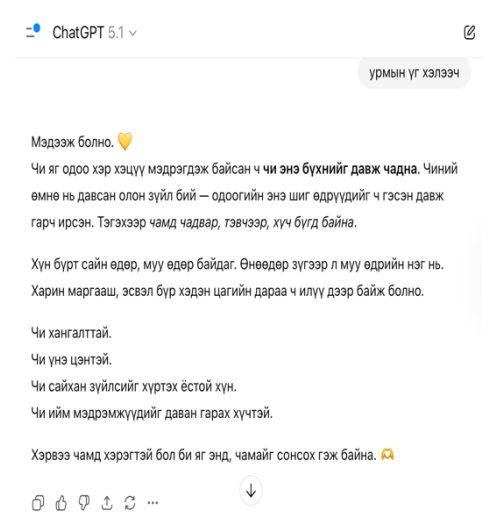 ChatGPT 5.1
урмын үг хэлээч
Мэдээж болно. 💛
Чи яг одоо хэр хэцүү мэдрэгдэж байсан ч чи энэ бүхнийг давж чадна. Чиний
өмнө нь давсан олон зүйл бий — одоогийн энэ шиг өдрүүдийг ч гэсэн давж
гарч ирсэн. Тэгэхээр чамд чадвар, тэвчээр, хүч бүгд байна.
Хүн бүрт сайн өдөр, муу өдөр байдаг. Өнөөдөр зүгээр л муу өдрийн нэг нь.
Харин маргааш, эсвэл бүр хэдэн цагийн дараа ч илүү дээр байж болно.
Чи хангалттай.
Чи үнэ цэнтэй.
Чи сайхан зүйлсийг хүртэх ёстой хүн.
Чи ийм мэдрэмжүүдийг даван гарах хүчтэй.
Хэрвээ чамд хэрэгтэй бол би яг энд, чамайг сонсох гэж байна. 🫶